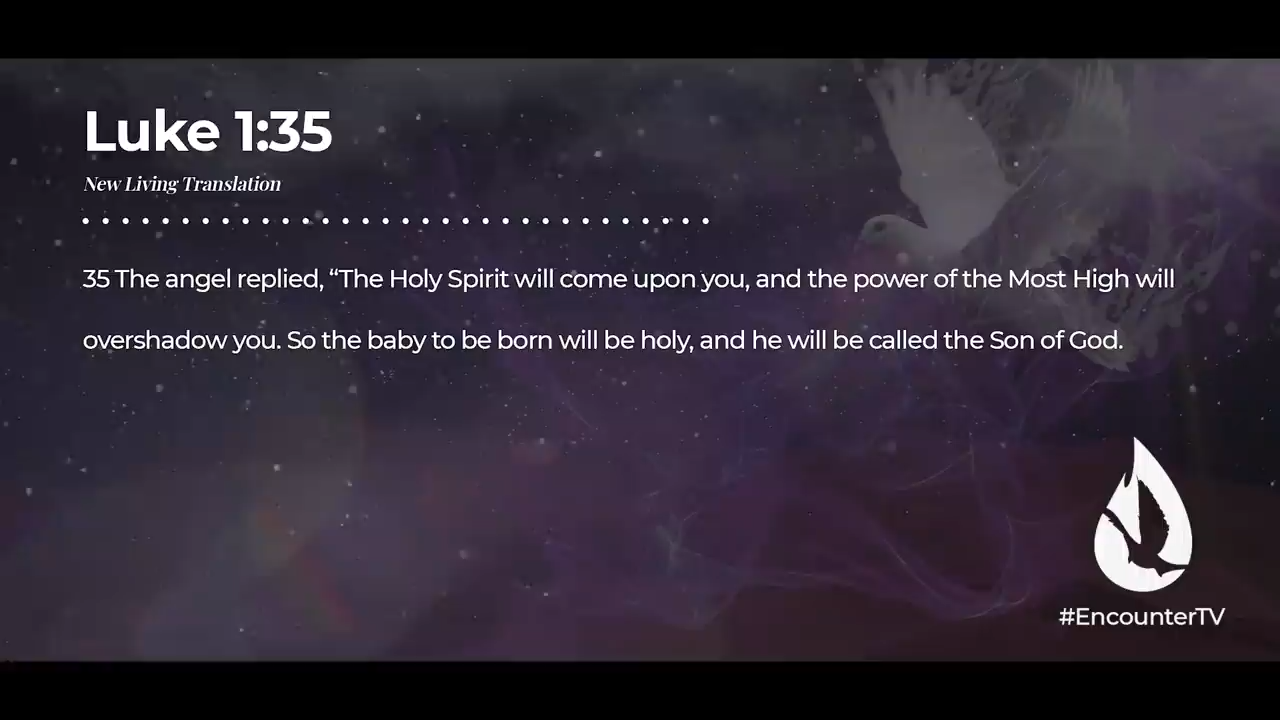 Luke 1:35
New Living Translation
35 The angel replied, “The Holy Spirit will come upon you, and the power of the Most High will
overshadow you. So the baby to be born will be holy, and he will be called the Son of God.
#EncounterTV